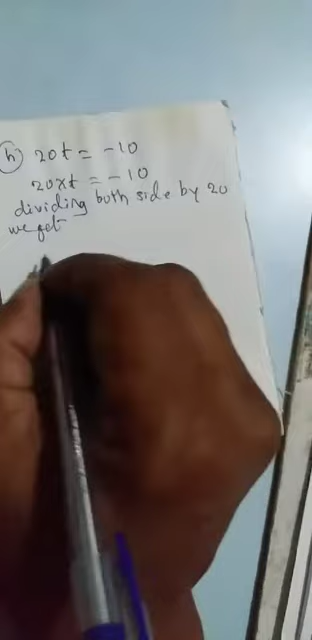 (h) 20t = -10
20×t = -10
dividing both side by 20
we get